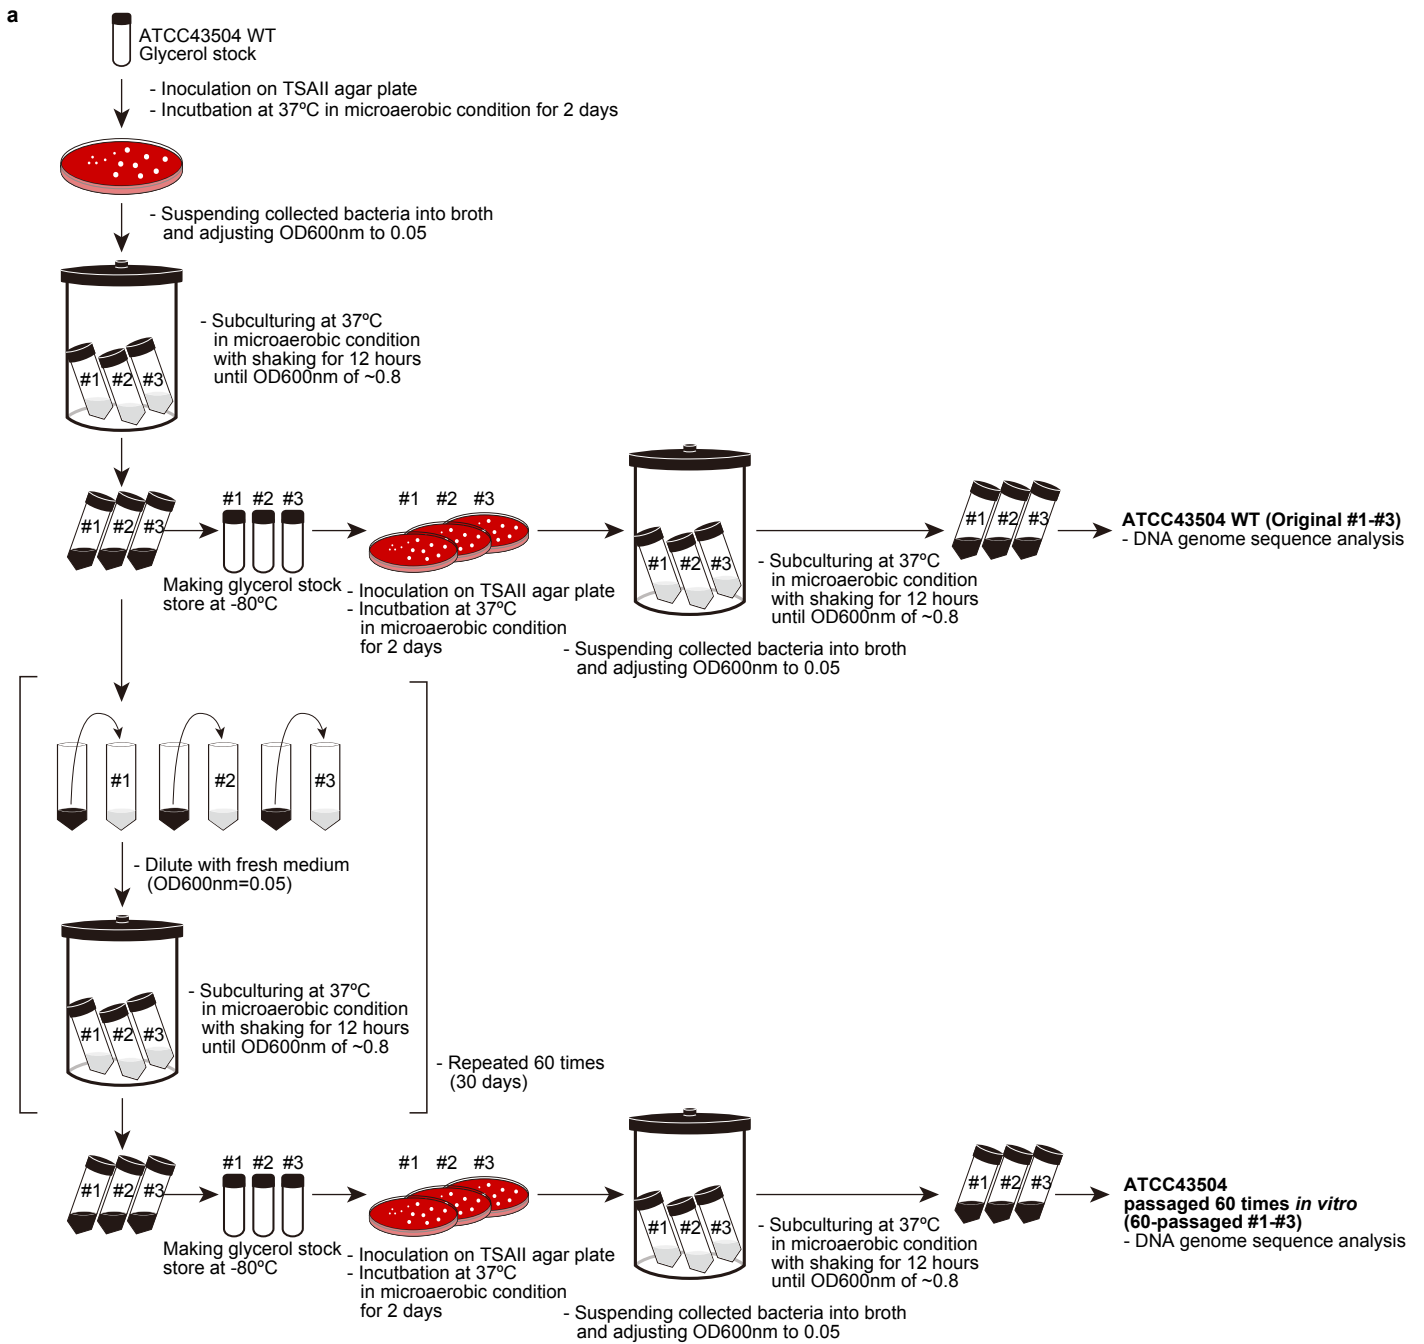 a
ATCC43504 WT
Glycerol stock
- Inoculation on TSAII agar plate
- Incutbation at 37ºC in microaerobic condition for 2 days
- Suspending collected bacteria into broth
and adjusting OD600nm to 0.05
- Subculturing at 37ºC
in microaerobic condition
with shaking for 12 hours
until OD600nm of ~0.8
#1 #2 #3
#1 #2 #3
#1 #2 #3
Making glycerol stock
store at -80ºC
#1 #2 #3
- Inoculation on TSAII agar plate
- Incutbation at 37ºC
in microaerobic condition
for 2 days
#1 #2 #3
- Suspending collected bacteria into broth
and adjusting OD600nm to 0.05
- Subculturing at 37ºC
in microaerobic condition
with shaking for 12 hours
until OD600nm of ~0.8
#1 #2 #3
ATCC43504 WT (Original #1-#3)
- DNA genome sequence analysis
#1 #2 #3
- Dilute with fresh medium
(OD600nm=0.05)
#1 #2 #3
- Subculturing at 37ºC
in microaerobic condition
with shaking for 12 hours
until OD600nm of ~0.8
- Repeated 60 times
(30 days)
#1 #2 #3
#1 #2 #3
Making glycerol stock
store at -80ºC
#1 #2 #3
- Inoculation on TSAII agar plate
- Incutbation at 37ºC
in microaerobic condition
for 2 days
#1 #2 #3
- Suspending collected bacteria into broth
and adjusting OD600nm to 0.05
- Subculturing at 37ºC
in microaerobic condition
with shaking for 12 hours
until OD600nm of ~0.8
#1 #2 #3
ATCC43504
passaged 60 times in vitro
(60-passaged #1-#3)
- DNA genome sequence analysis